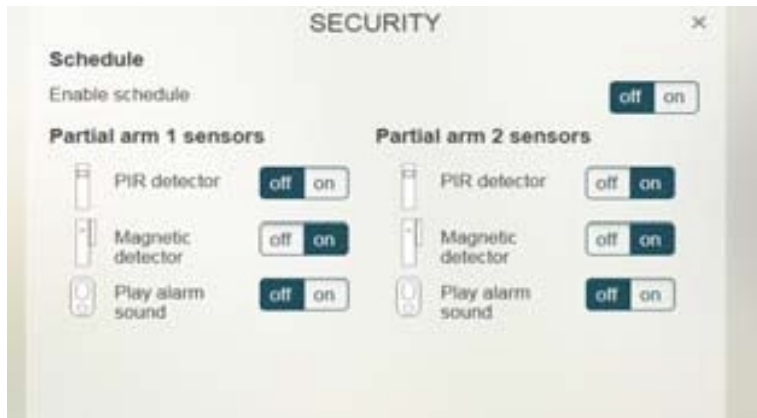 SECURITY ×
Schedule
Enable schedule off on
Partial arm 1 sensors Partial arm 2 sensors
PIR detector off on PIR detector off on
Magnetic off on Magnetic off on
detector detector
Play alarm off on Play alarm off on
sound sound